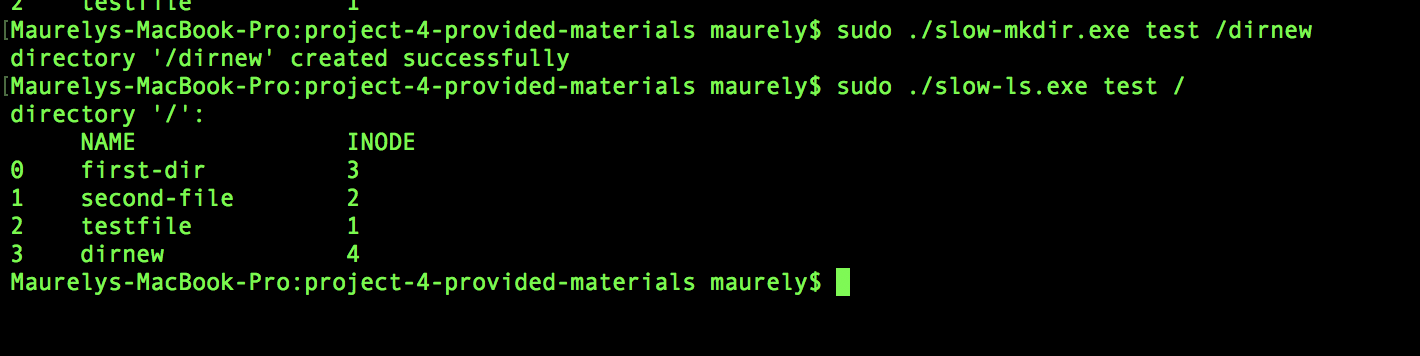 2 testfile 1
[Maurelys-MacBook-Pro:project-4-provided-materials maurely$ sudo ./slow-mkdir.exe test /dirnew
directory '/dirnew' created successfully
[Maurelys-MacBook-Pro:project-4-provided-materials maurely$ sudo ./slow-ls.exe test /
directory '/':
NAME INODE
0 first-dir 3
1 second-file 2
2 testfile 1
3 dirnew 4
Maurelys-MacBook-Pro:project-4-provided-materials maurely$